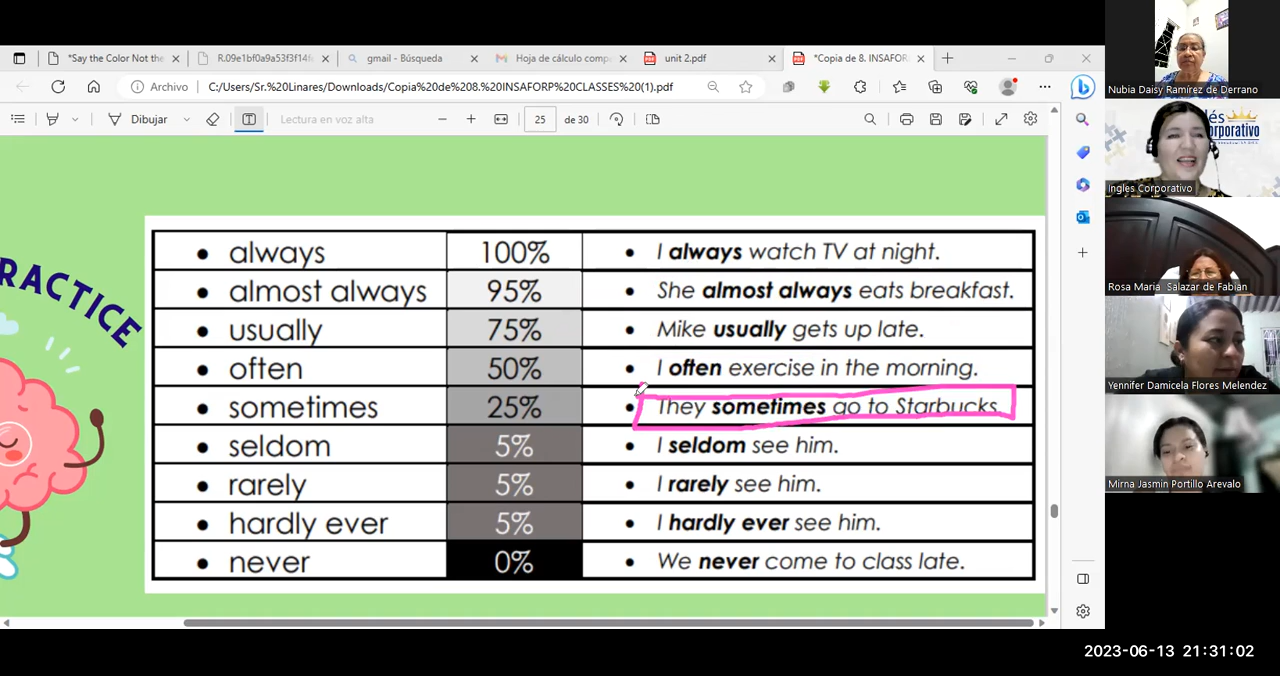 *Say the Color Not the
R.09e1bf0a9a53f3f14f
gmail - Búsqueda
Hoja de cálculo comp
unit 2.pdf
*Copia de 8. INSAFOR
Archivo
C:/Users/Sr.%20Linares/Downloads/Copia%20de%208.%20INSAFORP%20CLASSES%20(1).pdf
Dibujar
Lectura en voz alta
25 de 30
PRACTICE
• always 100% • I always watch TV at night.
• almost always 95% • She almost always eats breakfast.
• usually 75% • Mike usually gets up late.
• often 50% • I often exercise in the morning.
• sometimes 25% • They sometimes go to Starbucks.
• seldom 5% • I seldom see him.
• rarely 5% • I rarely see him.
• hardly ever 5% • I hardly ever see him.
• never 0% • We never come to class late.
Nubia Daisy Ramírez de Derrano
Corporativo
Ingles Corporativo
Rosa Maria Salazar de Fabian
Yennifer Damicela Flores Melendez
Mirna Jasmin Portillo Arevalo
2023-06-13 21:31:02